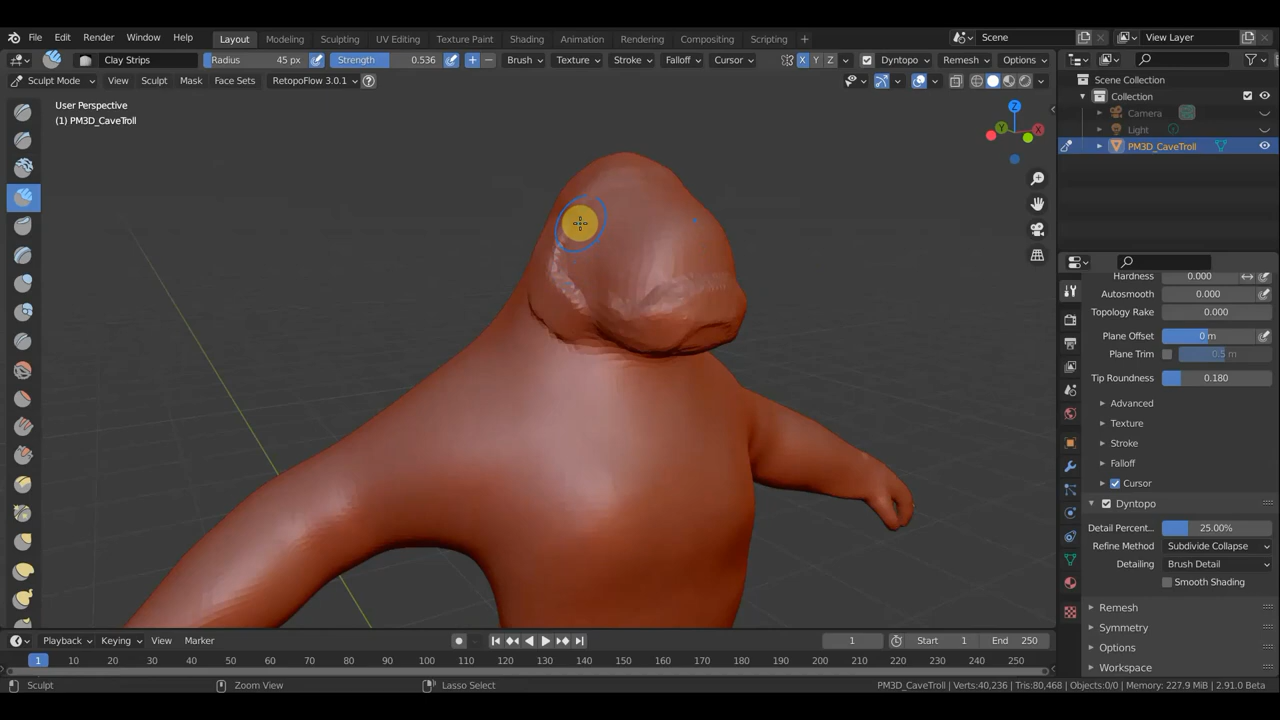 File Edit Render Window Help Layout Modeling Sculpting UV Editing Texture Paint Shading Animation Rendering Compositing Scripting + Scene View Layer
Clay Strips Radius 45 px Strength 0.536 + − Brush Texture Stroke Falloff Cursor X Y Z Dyntopo Remesh Options
Sculpt Mode View Sculpt Mask Face Sets RetopoFlow 3.0.1 ?
User Perspective
(1) PM3D_CaveTroll
Z
Y
X
Scene Collection
Collection
Camera
Light
PM3D_CaveTroll
Hardness 0.000
Autosmooth 0.000
Topology Rake 0.000
Plane Offset 0 m
Plane Trim 0.5 m
Tip Roundness 0.180
Advanced
Texture
Stroke
Falloff
Cursor
Dyntopo
Detail Percent... 25.00%
Refine Method Subdivide Collapse
Detailing Brush Detail
Smooth Shading
Remesh
Symmetry
Options
Workspace
Playback Keying View Marker 1 Start 1 End 250
1 10 20 30 40 50 60 70 80 90 100 110 120 130 140 150 160 170 180 190 200 210 220 230 240 250
Sculpt Zoom View Lasso Select PM3D_CaveTroll | Verts:40,236 | Tris:80,468 | Objects:0/0 | Memory: 227.9 MiB | 2.91.0 Beta